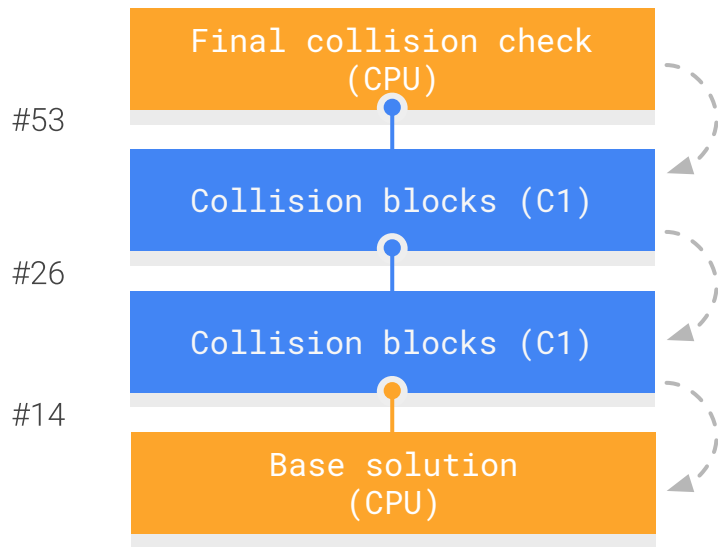 Final collision check
(CPU)
#53
Collision blocks (C1)
#26
Collision blocks (C1)
#14
Base solution
(CPU)